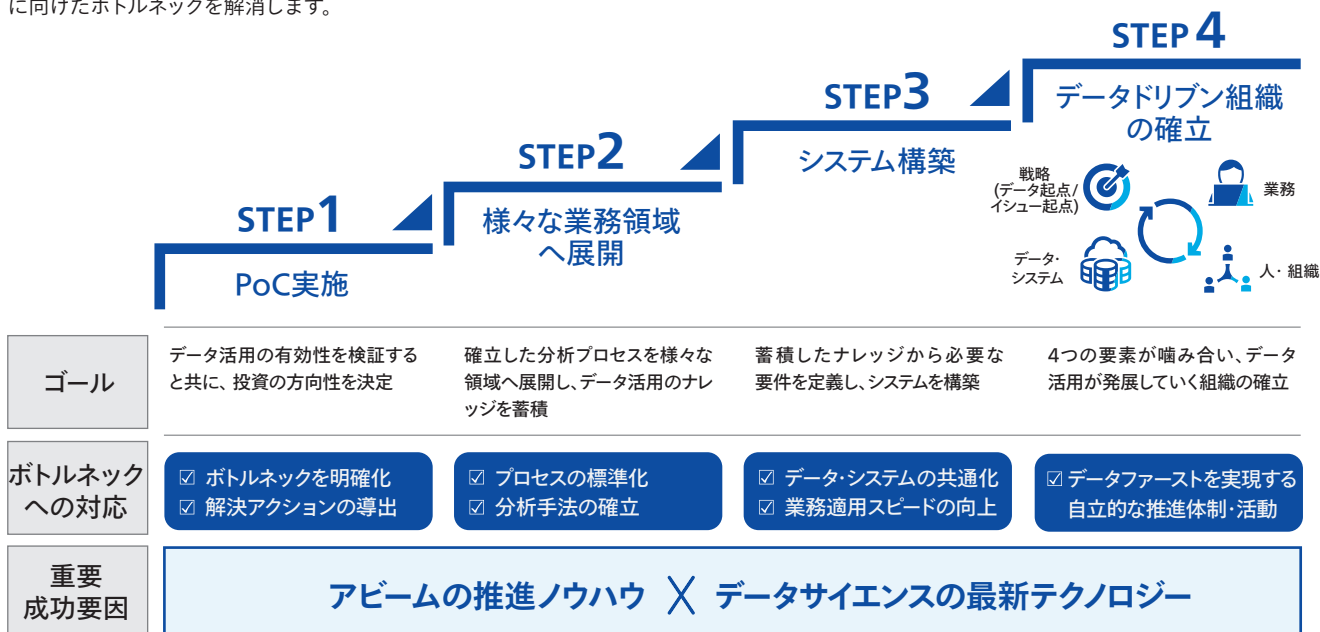 に向けたボトルネックを解消します。
STEP 1
PoC実施
STEP2
様々な業務領域
へ展開
STEP3
システム構築
STEP 4
データドリブン組織
の確立
戦略
(データ起点/
イシュー起点)
業務
データ・
システム
人・組織
ゴール
データ活用の有効性を検証する
と共に、投資の方向性を決定
確立した分析プロセスを様々な
領域へ展開し、データ活用のナレ
ッジを蓄積
蓄積したナレッジから必要な
要件を定義し、システムを構築
4つの要素が噛み合い、データ
活用が発展していく組織の確立
ボトルネック
への対応
☑ ボトルネックを明確化
☑ 解決アクションの導出
☑ プロセスの標準化
☑ 分析手法の確立
☑ データ・システムの共通化
☑ 業務適用スピードの向上
☑ データファーストを実現する
自立的な推進体制・活動
重要
成功要因
アビームの推進ノウハウ ╳ データサイエンスの最新テクノロジー